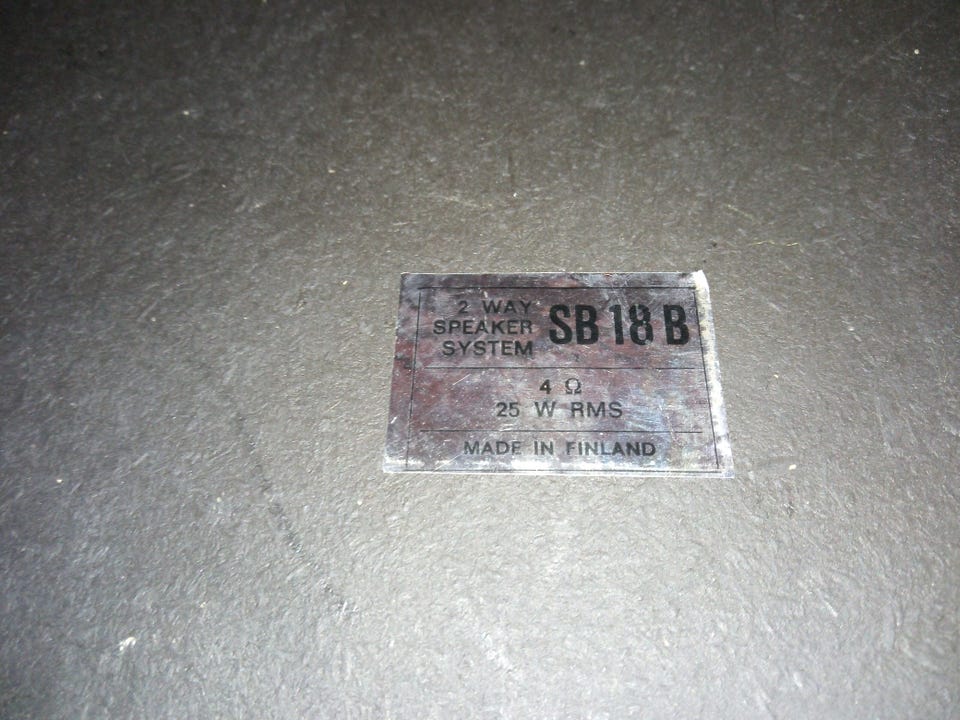 2 WAY
SPEAKER
SYSTEM
SB 18 B
4 Ω
25 W RMS
MADE IN FINLAND